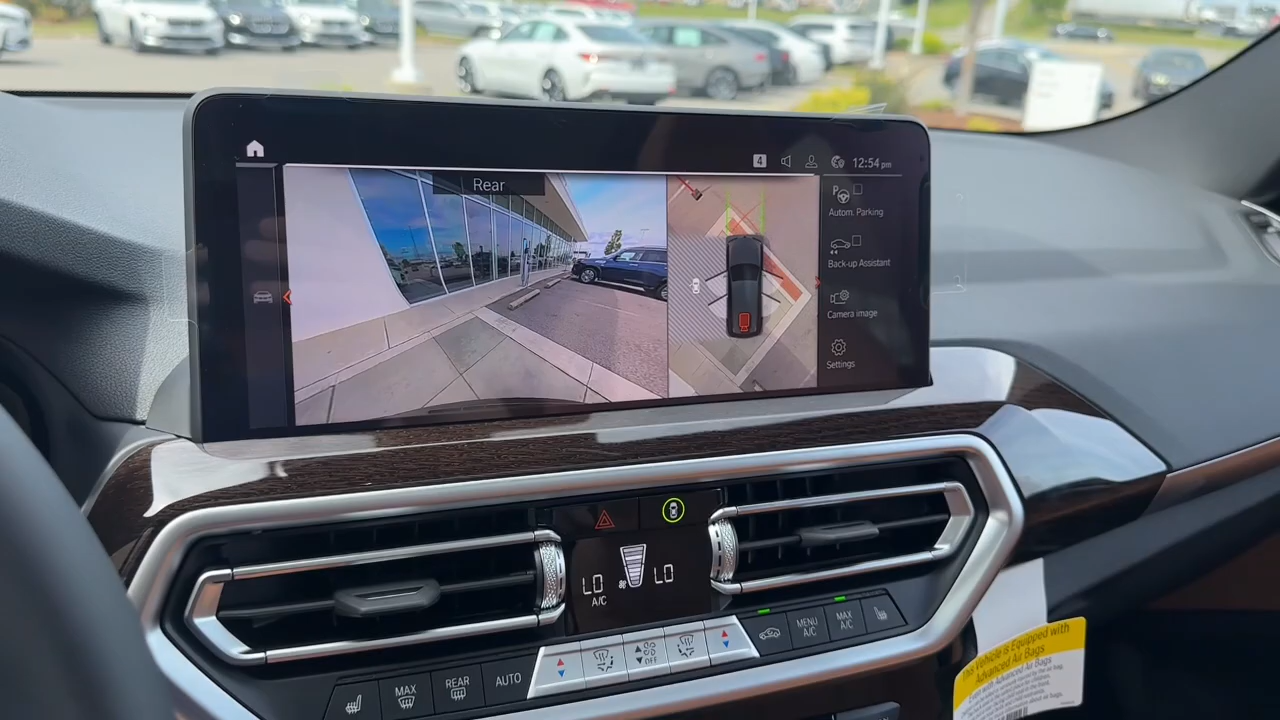 4
12:54 pm
Rear
P
Autom. Parking
Back-up Assistant
Camera image
Settings
LO
LO
A/C
MAX
REAR
AUTO
OFF
MENU
A/C
MAX
A/C
This Vehicle is Equipped with
Advanced Air Bags